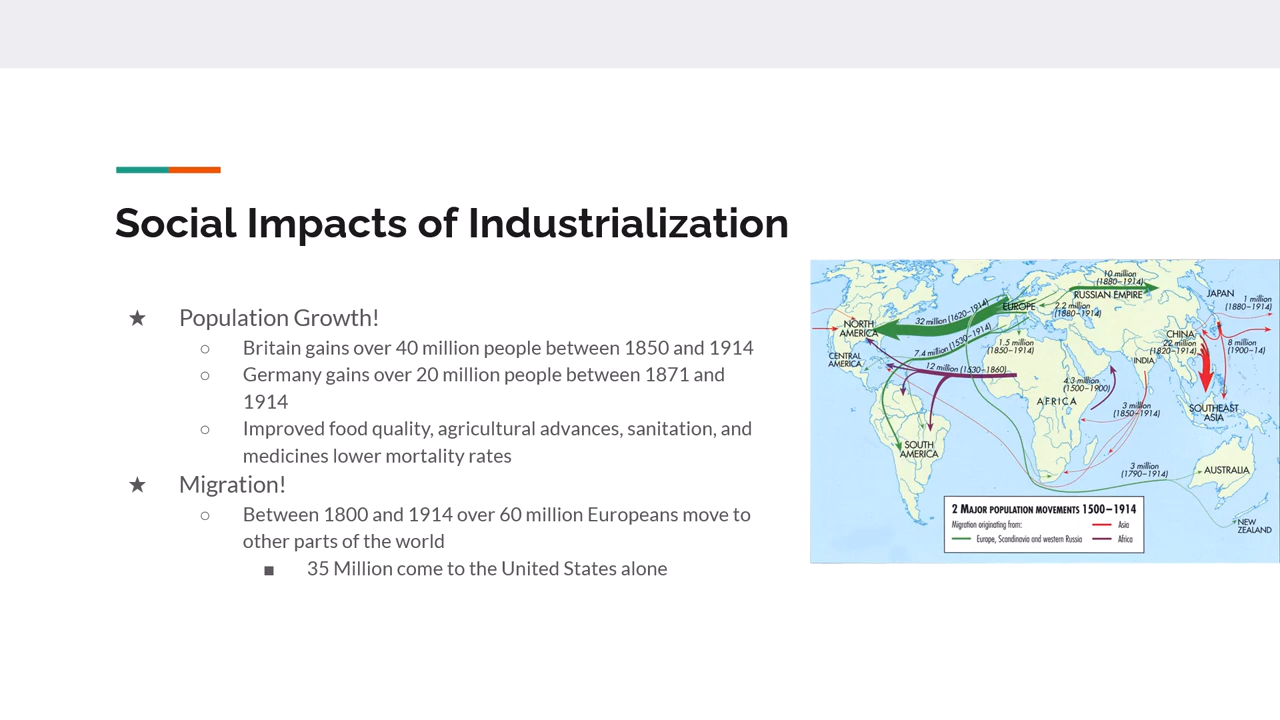 Social Impacts of Industrialization
★ Population Growth!
○ Britain gains over 40 million people between 1850 and 1914
○ Germany gains over 20 million people between 1871 and
1914
○ Improved food quality, agricultural advances, sanitation, and
medicines lower mortality rates
★ Migration!
○ Between 1800 and 1914 over 60 million Europeans move to
other parts of the world
■ 35 Million come to the United States alone
10 million
(1880–1914)
RUSSIAN EMPIRE
JAPAN
1 million
(1880–1914)
EUROPE
2.2 million
(1880–1914)
32 million (1620–1914)
NORTH
AMERICA
CHINA
22 million
(1820–1914)
8 million
(1900–14)
7.4 million (1530–1914)
1.5 million
(1850–1914)
CENTRAL
AMERICA
INDIA
12 million (1530–1860)
4.3 million
(1500–1900)
AFRICA
3 million
(1850–1914)
SOUTHEAST
ASIA
SOUTH
AMERICA
3 million
(1790–1914)
AUSTRALIA
2 MAJOR POPULATION MOVEMENTS 1500–1914
Migration originating from:
Asia
Europe, Scandinavia and western Russia
Africa
NEW
ZEALAND